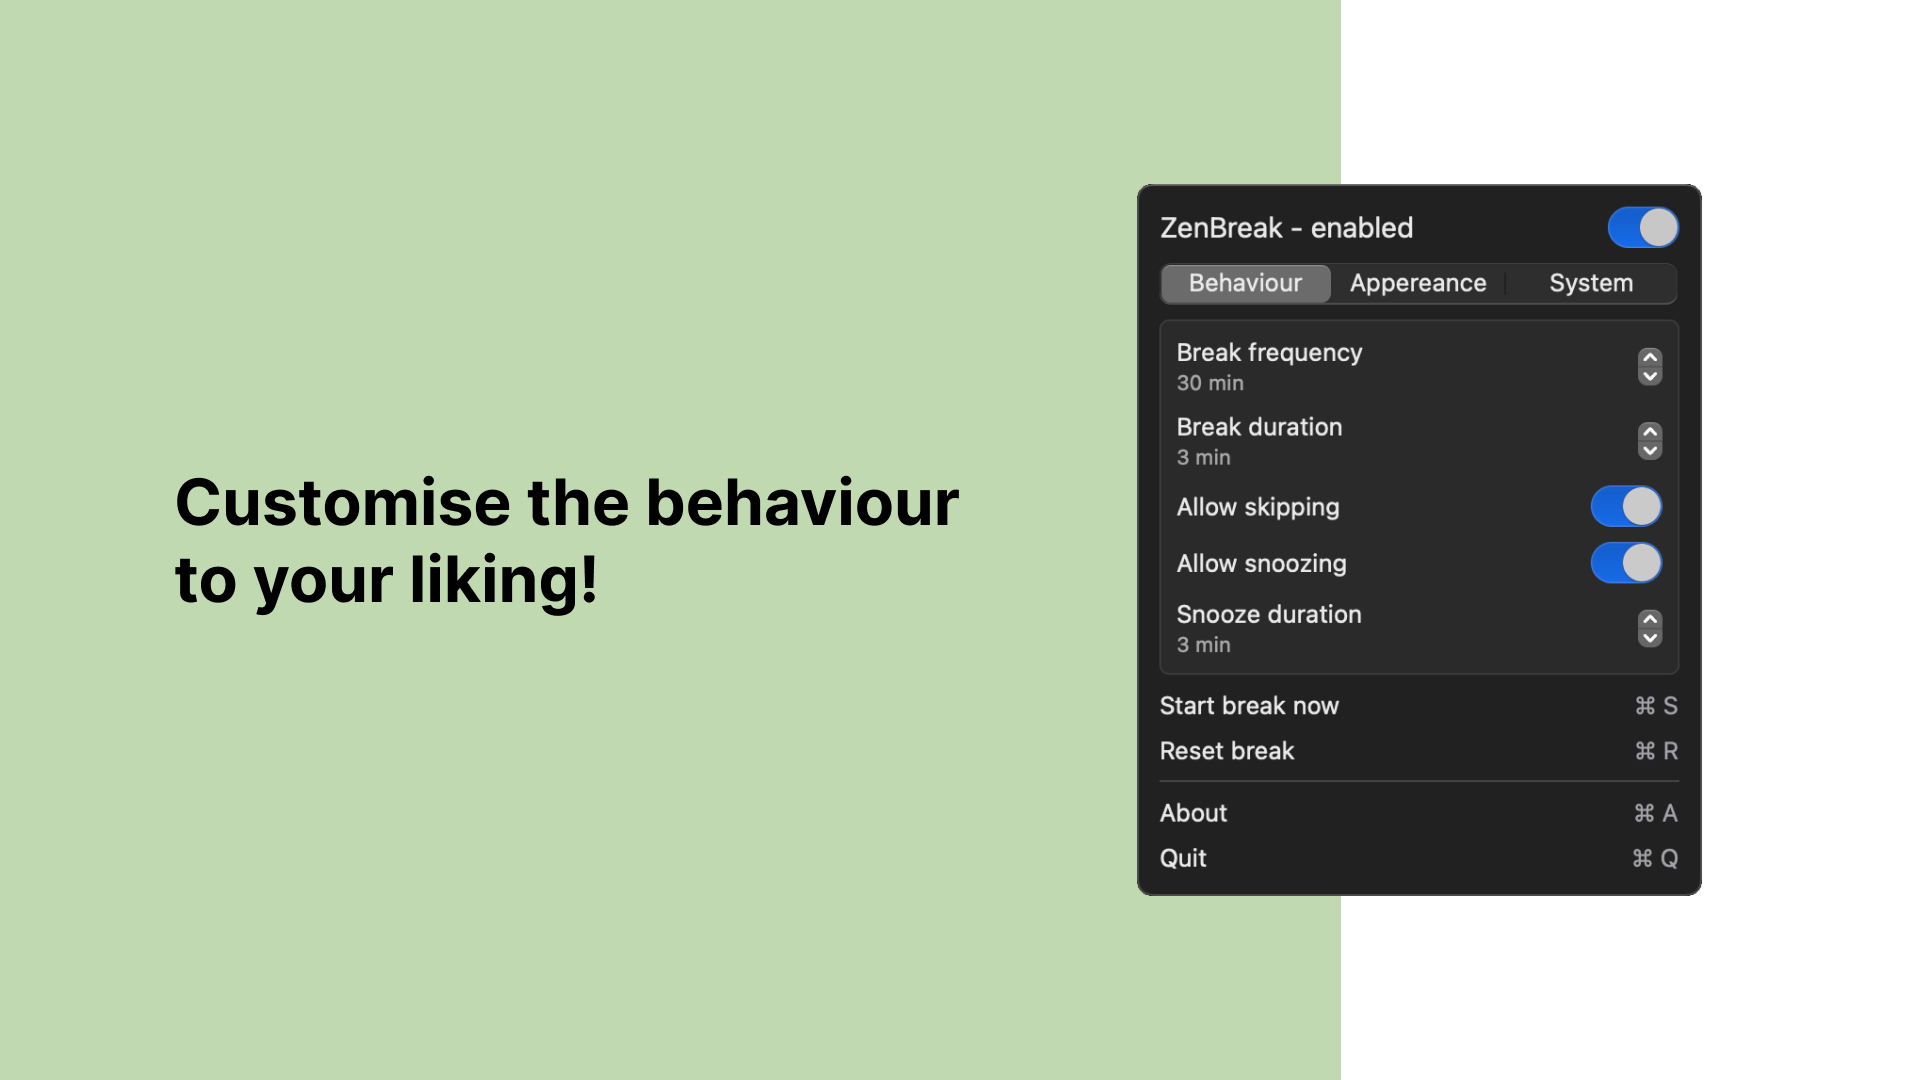 Customise the behaviour
to your liking!
ZenBreak - enabled
Behaviour Appereance System
Break frequency
30 min
Break duration
3 min
Allow skipping
Allow snoozing
Snooze duration
3 min
Start break now ⌘ S
Reset break ⌘ R
About ⌘ A
Quit ⌘ Q